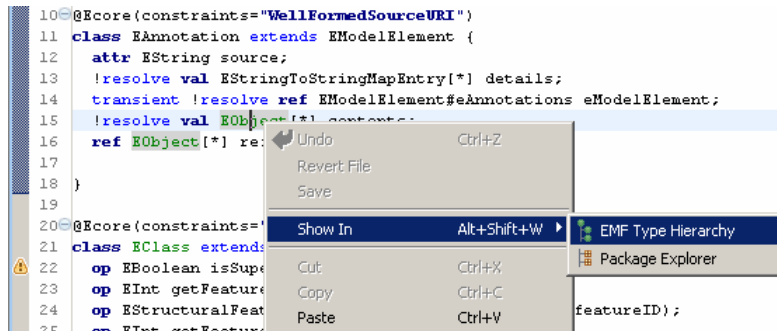 10 @Ecore(constraints="WellFormedSourceURI")
11 class EAnnotation extends EModelElement {
12 attr EString source;
13 !resolve val EStringToStringMapEntry[*] details;
14 transient !resolve ref EModelElement#eAnnotations eModelElement;
15 !resolve val EObject[*] contents;
16 ref EObject[*] re
Undo Ctrl+Z
17
Revert File
18 }
Save
Show In Alt+Shift+W EMF Type Hierarchy
20 @Ecore(constraints="
21 class EClass extends
Package Explorer
22 op EBoolean isSupe
Cut Ctrl+X
23 op EInt getFeature
Copy Ctrl+C
24 op EStructuralFeat featureID);
Paste Ctrl+V
25 op EInt getFeature